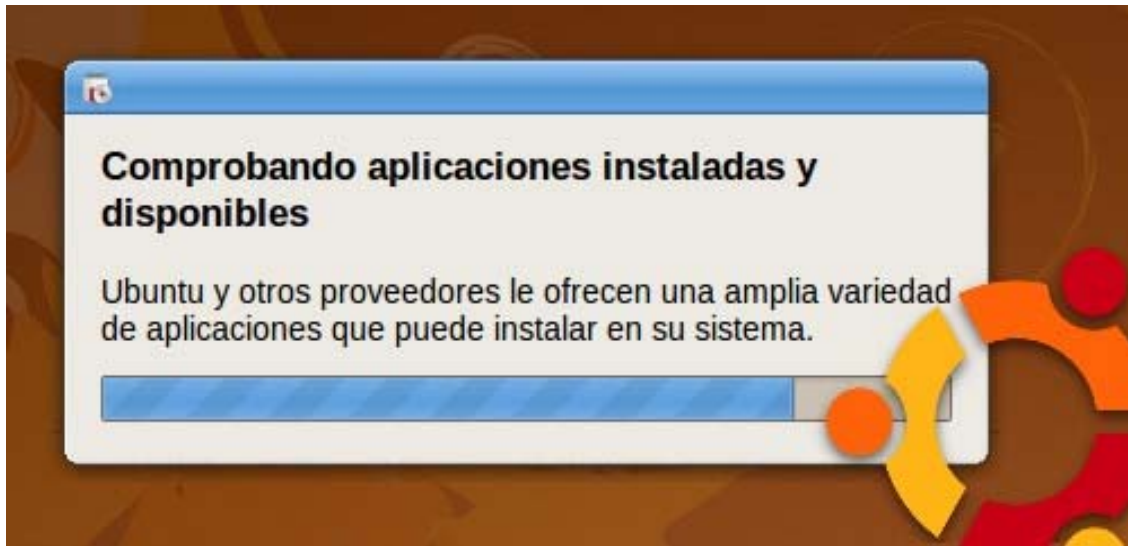 Comprobando aplicaciones instaladas y
disponibles
Ubuntu y otros proveedores le ofrecen una amplia variedad
de aplicaciones que puede instalar en su sistema.